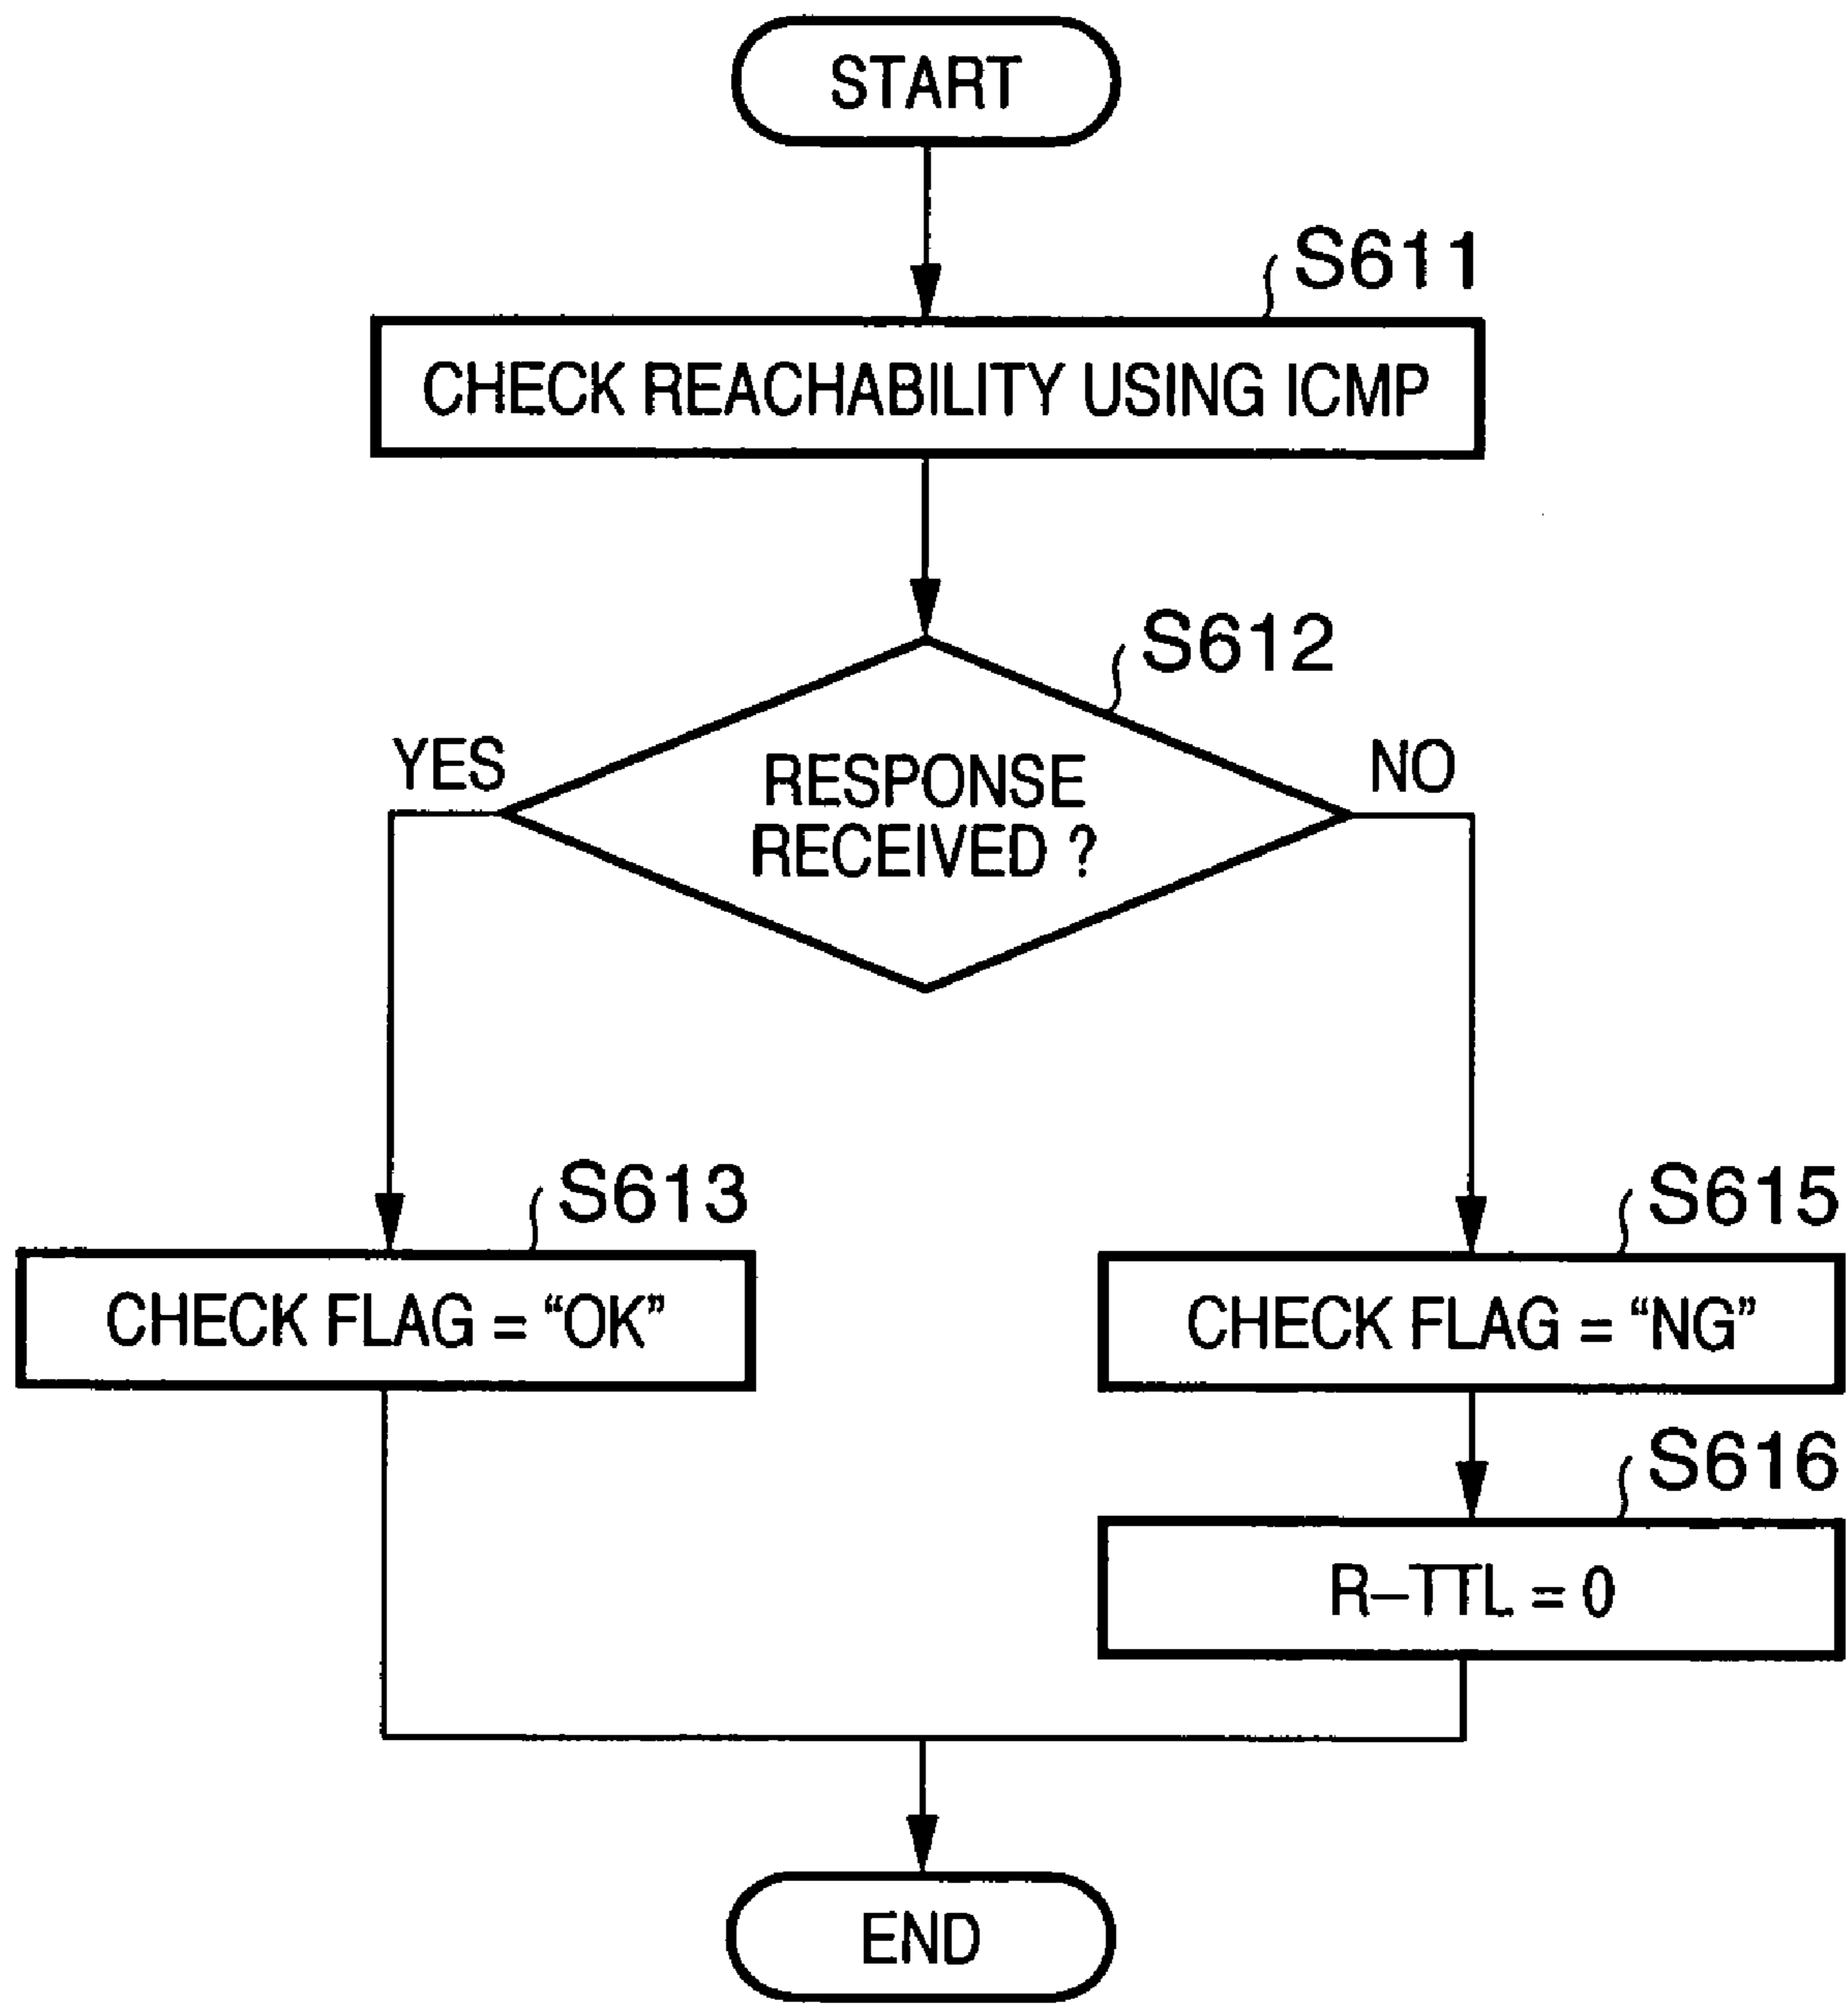 START
S611
CHECK REACHABILITY USING ICMP
S612
YES
NO
RESPONSE
RECEIVED ?
S613
S615
CHECK FLAG = “OK”
CHECK FLAG = “NG”
S616
R–TTL = 0
END